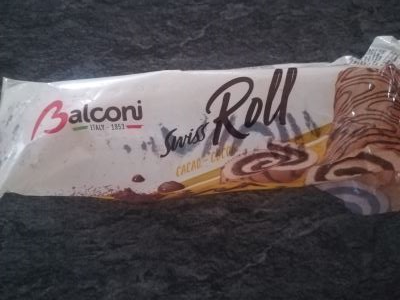 Balconi
ITALY - 1953
Swiss Roll
CACAO -